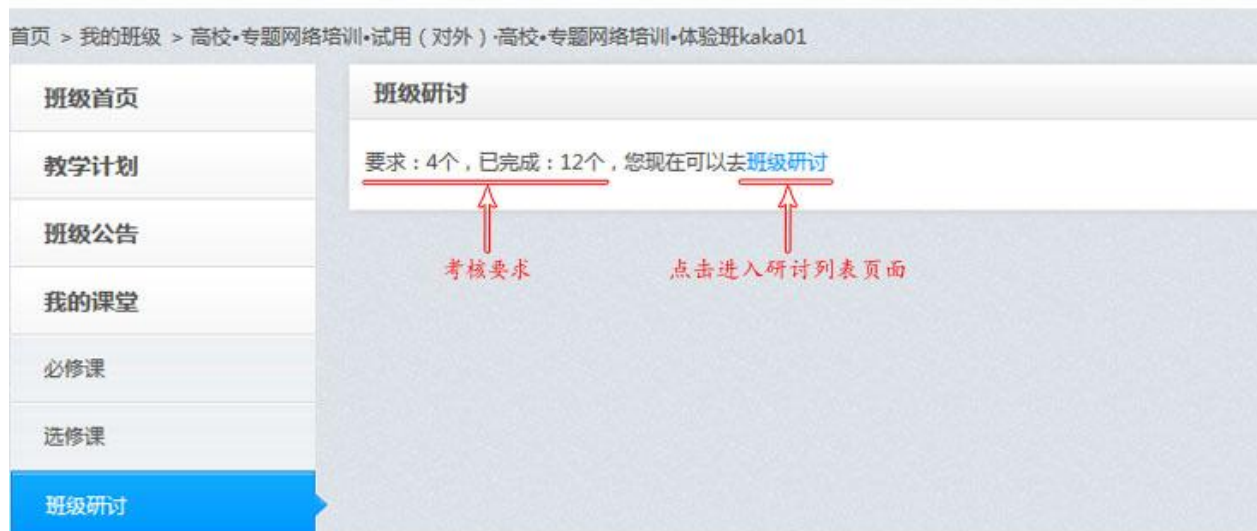 首页 > 我的班级 > 高校•专题网络培训•试用（对外）-高校•专题网络培训•体验班kaka01
班级首页
教学计划
班级公告
我的课堂
必修课
选修课
班级研讨
班级研讨
要求：4个，已完成：12个，您现在可以去班级研讨
考核要求
点击进入研讨列表页面